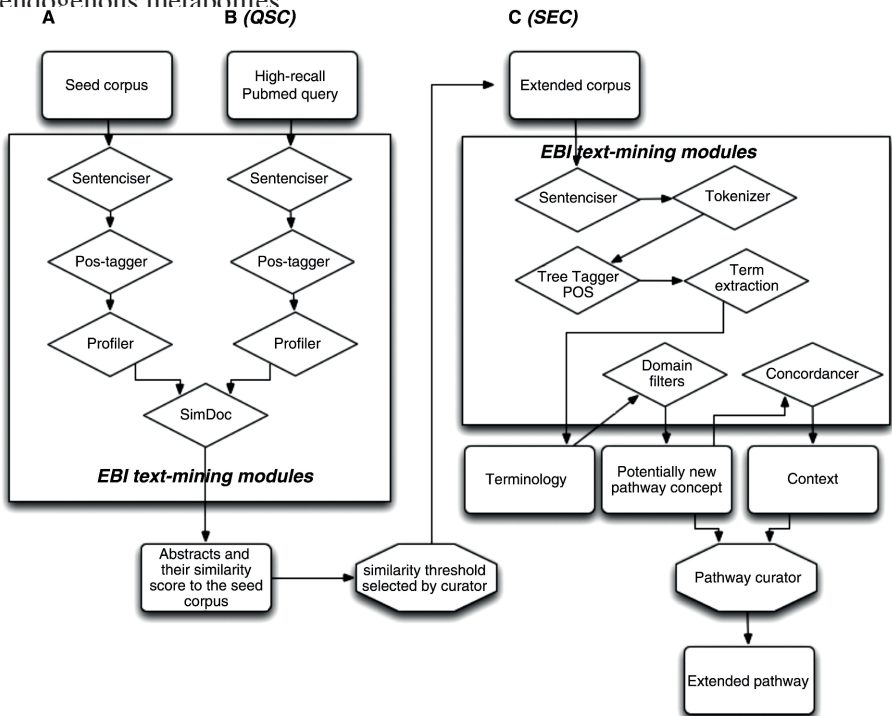 endogenous metabolites
A
B (QSC)
Seed corpus
High-recall
Pubmed query
Sentenciser
Sentenciser
Pos-tagger
Pos-tagger
Profiler
Profiler
SimDoc
EBI text-mining modules
Abstracts and
their similarity
score to the seed
corpus
similarity threshold
selected by curator
C (SEC)
Extended corpus
EBI text-mining modules
Sentenciser
Tokenizer
Tree Tagger
POS
Term
extraction
Domain
filters
Concordancer
Terminology
Potentially new
pathway concept
Context
Pathway curator
Extended pathway